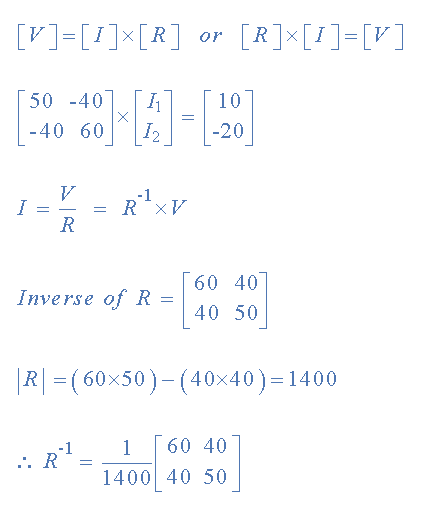 [V]=[I]×[R] or [R]×[I]=[V]
[50 -40 -40 60]×[I₁ I₂]=[10 -20]
I = V/R = R⁻¹×V
Inverse of R = [60 40 40 50]
|R| =(60×50)−(40×40)=1400
∴ R⁻¹ = 1/1400[60 40 40 50]